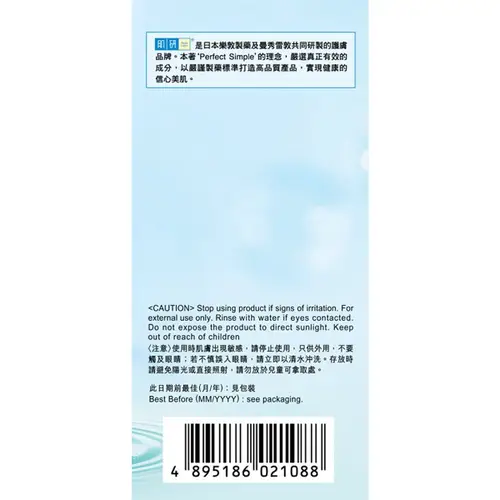 肌研 是日本樂敦製藥及曼秀雷敦共同研製的護膚
品牌。本著'Perfect Simple'的理念，嚴選真正有效的
成分，以嚴謹製藥標準打造高品質產品，實現健康的
信心美肌。
<CAUTION> Stop using product if signs of irritation. For
external use only. Rinse with water if eyes contacted.
Do not expose the product to direct sunlight. Keep
out of reach of children
〈注意〉使用時肌膚出現敏感，請停止使用，只供外用，不要
觸及眼睛；若不慎誤入眼睛，請立即以清水沖洗。存放時
請避免陽光或直接照射，請勿放於兒童可拿取處。
此日期前最佳(月/年)：見包裝
Best Before (MM/YYYY) : see packaging.
4 895186 021088